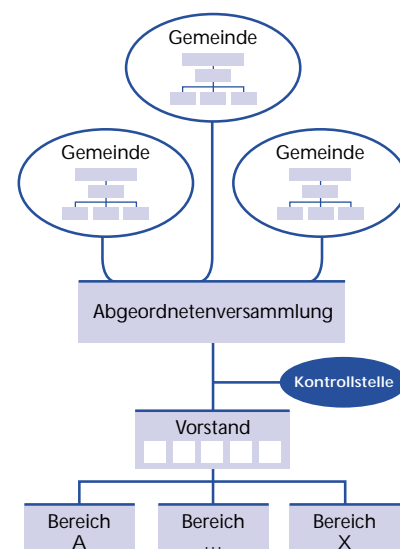 Gemeinde
Gemeinde
Gemeinde
Abgeordnetenversammlung
Kontrollstelle
Vorstand
Bereich
A
Bereich
...
Bereich
X